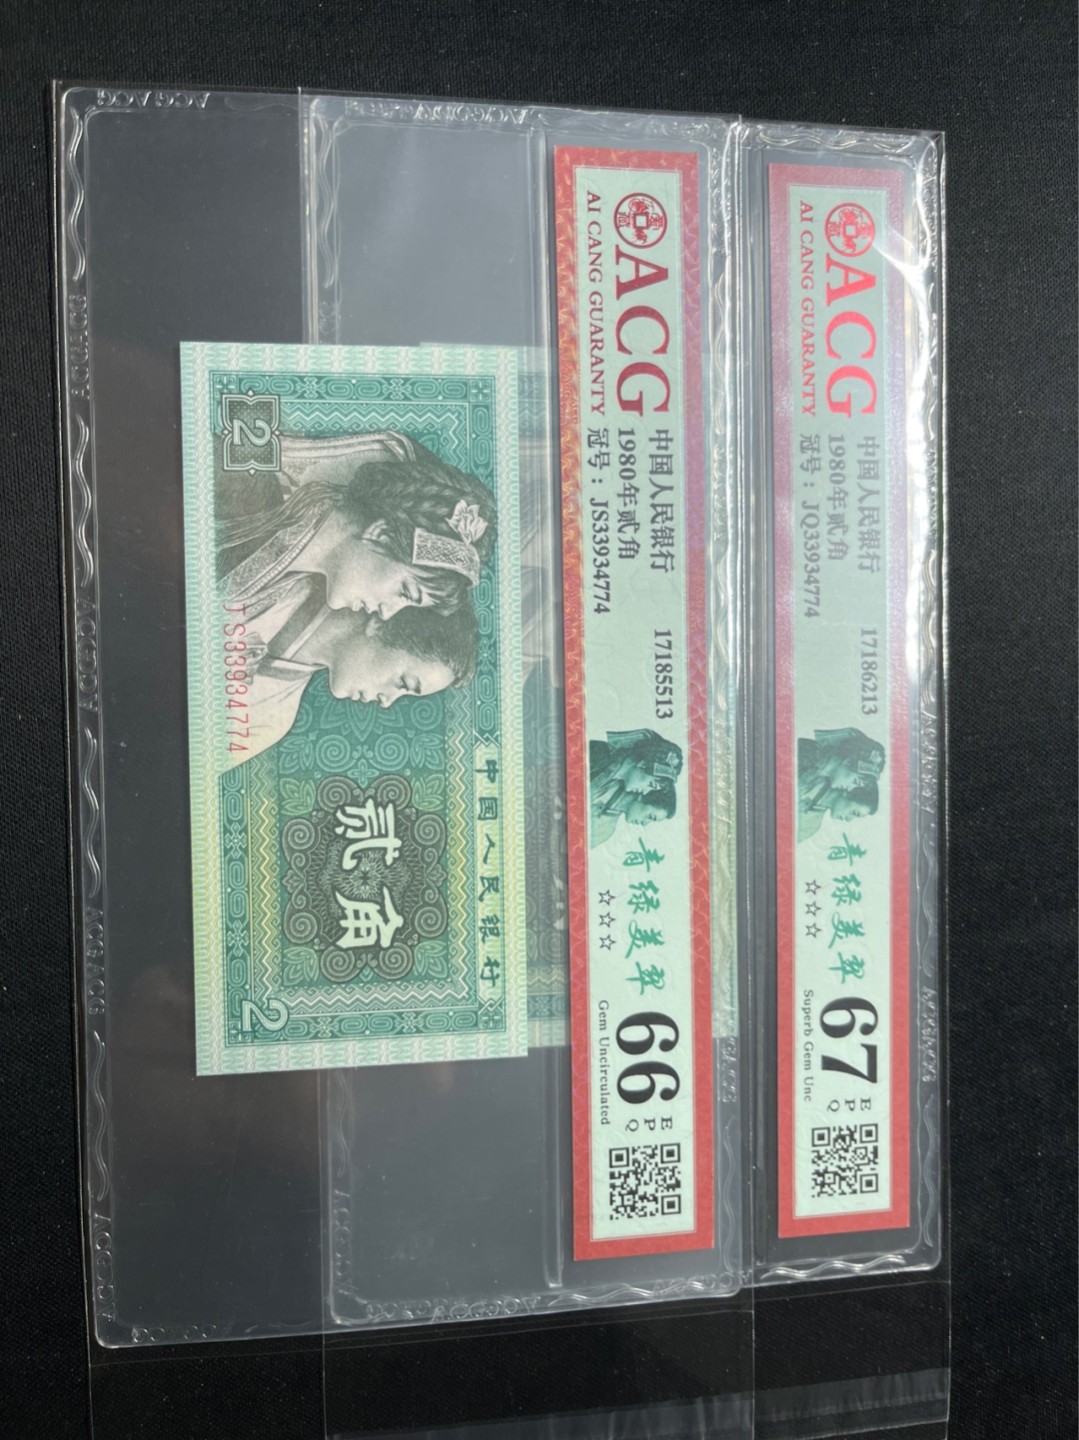 ACG
AI CANG GUARANTY
中国人民银行 17186213
1980年贰角
冠号：JQ33934774
青绿美翠
☆☆☆
67 EPQ
Superb Gem Unc
ACG
AI CANG GUARANTY
中国人民银行 17185513
1980年贰角
冠号：JS33934774
青绿美翠
☆☆☆
66 EPQ
Gem Uncirculated
中国人民银行
贰角
2
2
JS33934774